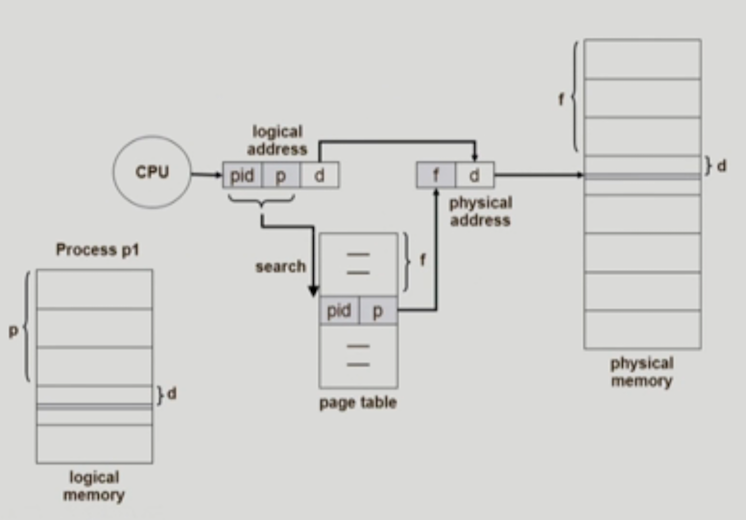 logical
address
CPU
pid p d
f d
physical
address
f
d
Process p1
search
f
pid p
page table
p
d
logical
memory
physical
memory